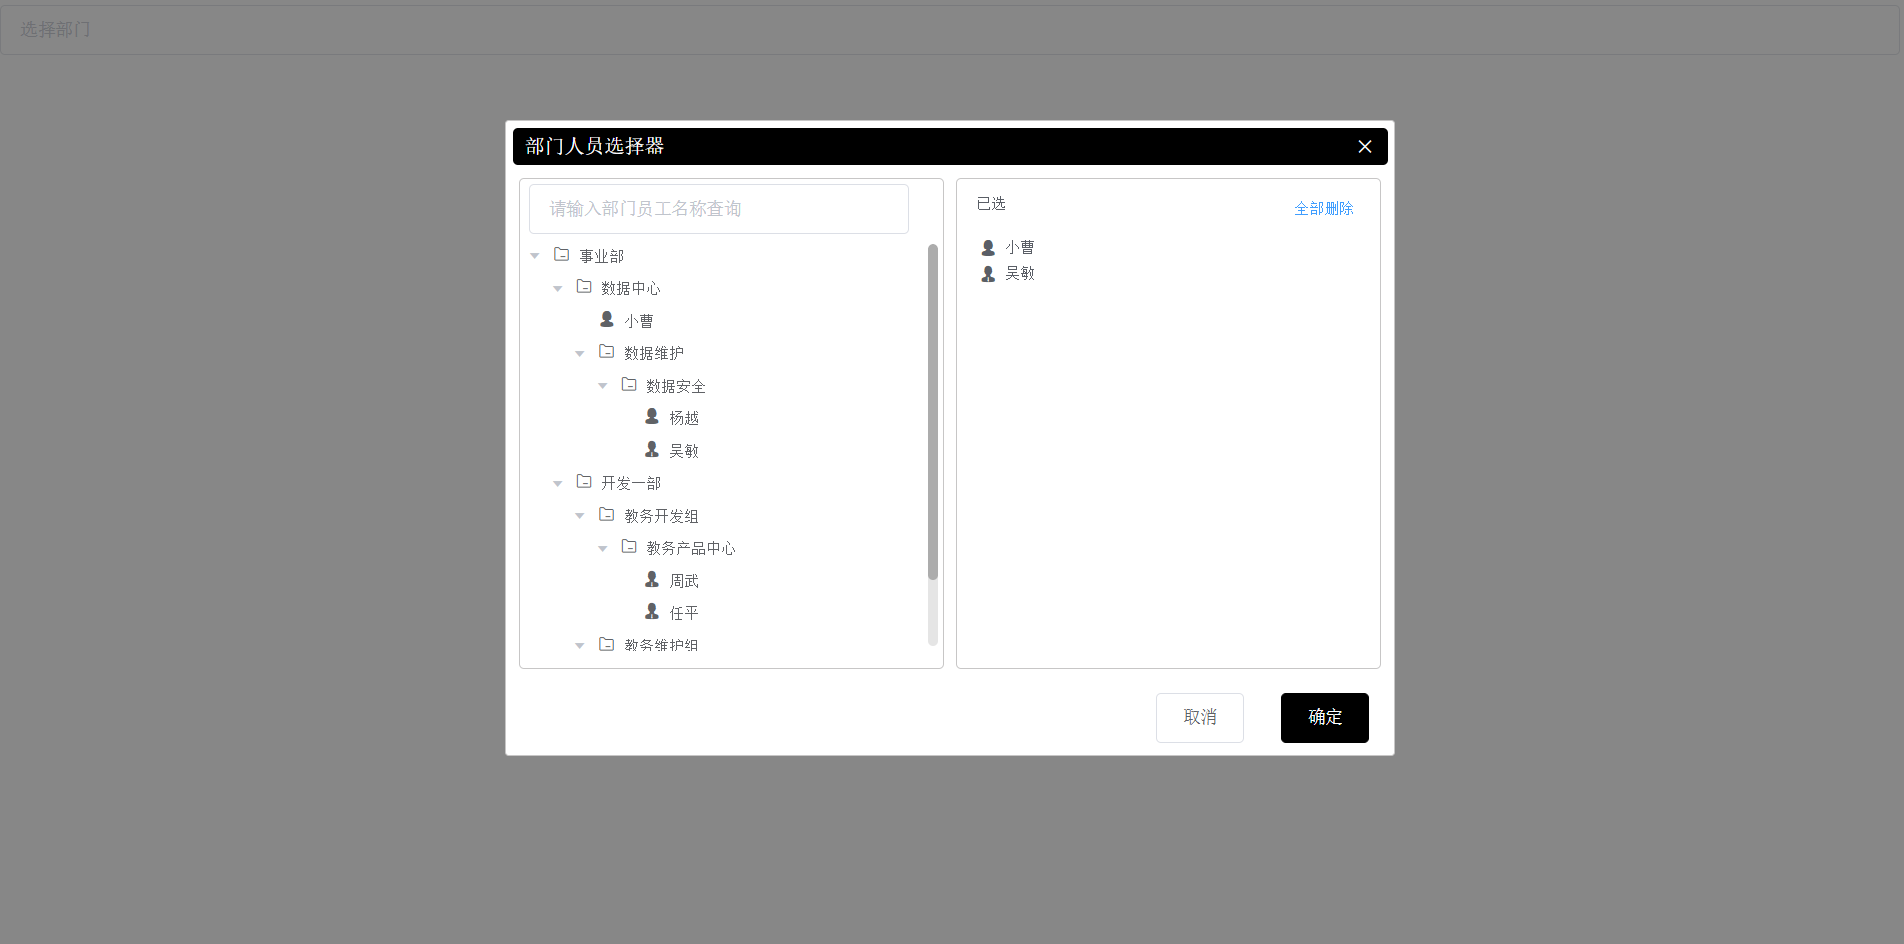 选择部门
部门人员选择器
请输入部门员工名称查询
事业部
数据中心
小曹
数据维护
数据安全
杨越
吴敏
开发一部
教务开发组
教务产品中心
周武
任平
教务维护组
已选
全部删除
小曹
吴敏
取消
确定